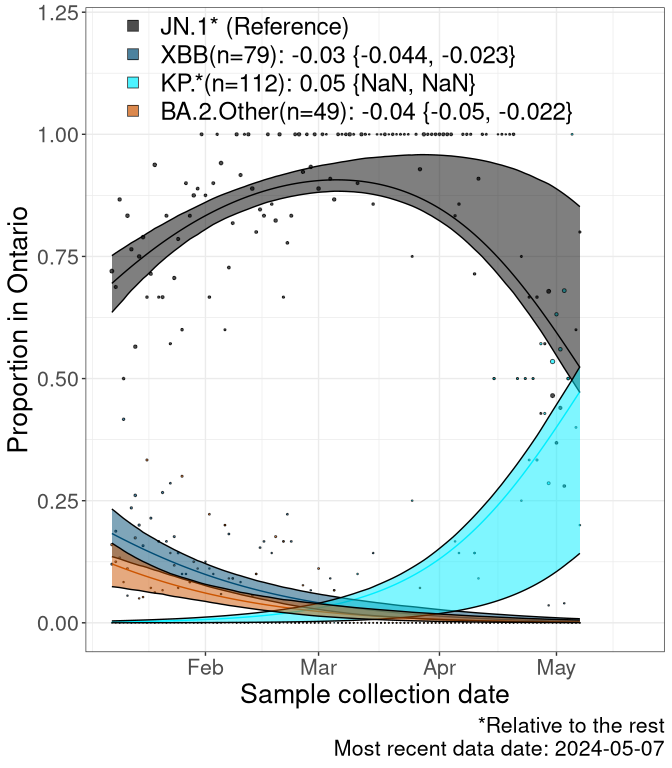 JN.1* (Reference)
XBB(n=79): -0.03 {-0.044, -0.023}
KP.*(n=112): 0.05 {NaN, NaN}
BA.2.Other(n=49): -0.04 {-0.05, -0.022}
1.25
1.00
0.75
0.50
0.25
0.00
Proportion in Ontario
Feb Mar Apr May
Sample collection date
*Relative to the rest
Most recent data date: 2024-05-07